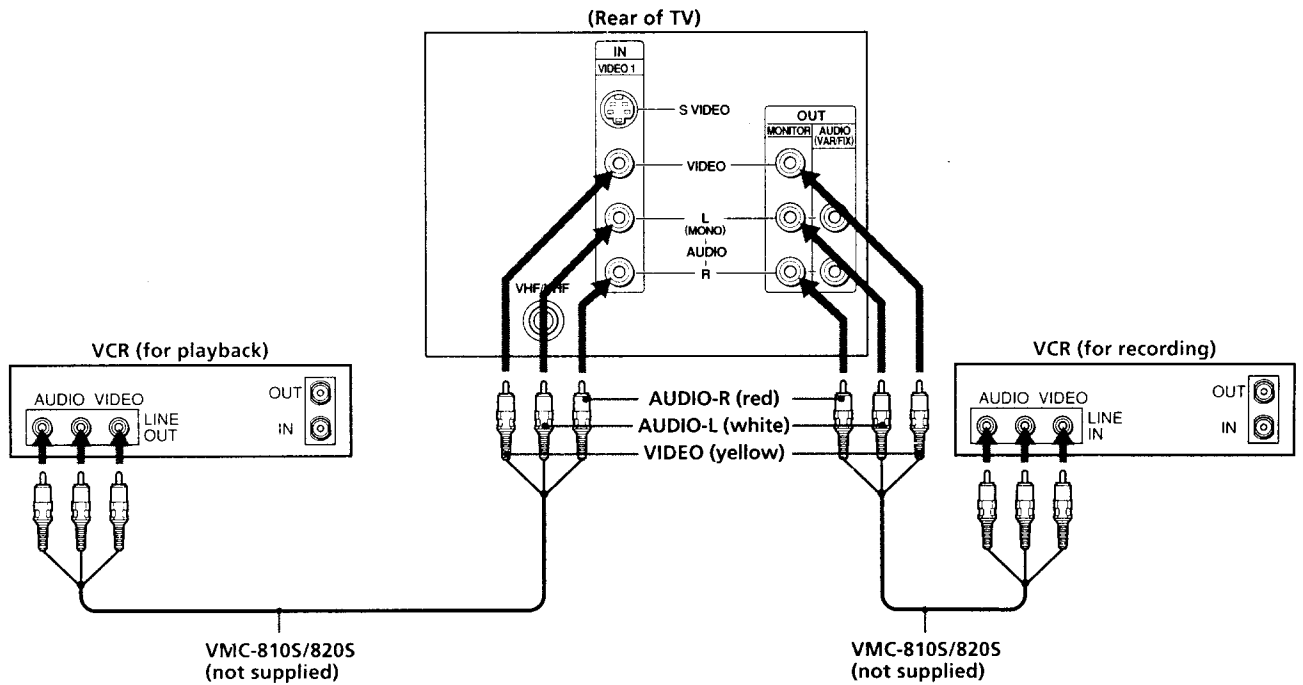 (Rear of TV)
IN
VIDEO 1
S VIDEO
OUT
MONITOR
AUDIO
(VAR/FIX)
VIDEO
L
(MONO)
AUDIO
R
VHF/UHF
VCR (for playback)
AUDIO VIDEO
LINE
OUT
OUT
IN
AUDIO-R (red)
AUDIO-L (white)
VIDEO (yellow)
VCR (for recording)
AUDIO VIDEO
LINE
IN
OUT
IN
VMC-810S/820S
(not supplied)
VMC-810S/820S
(not supplied)